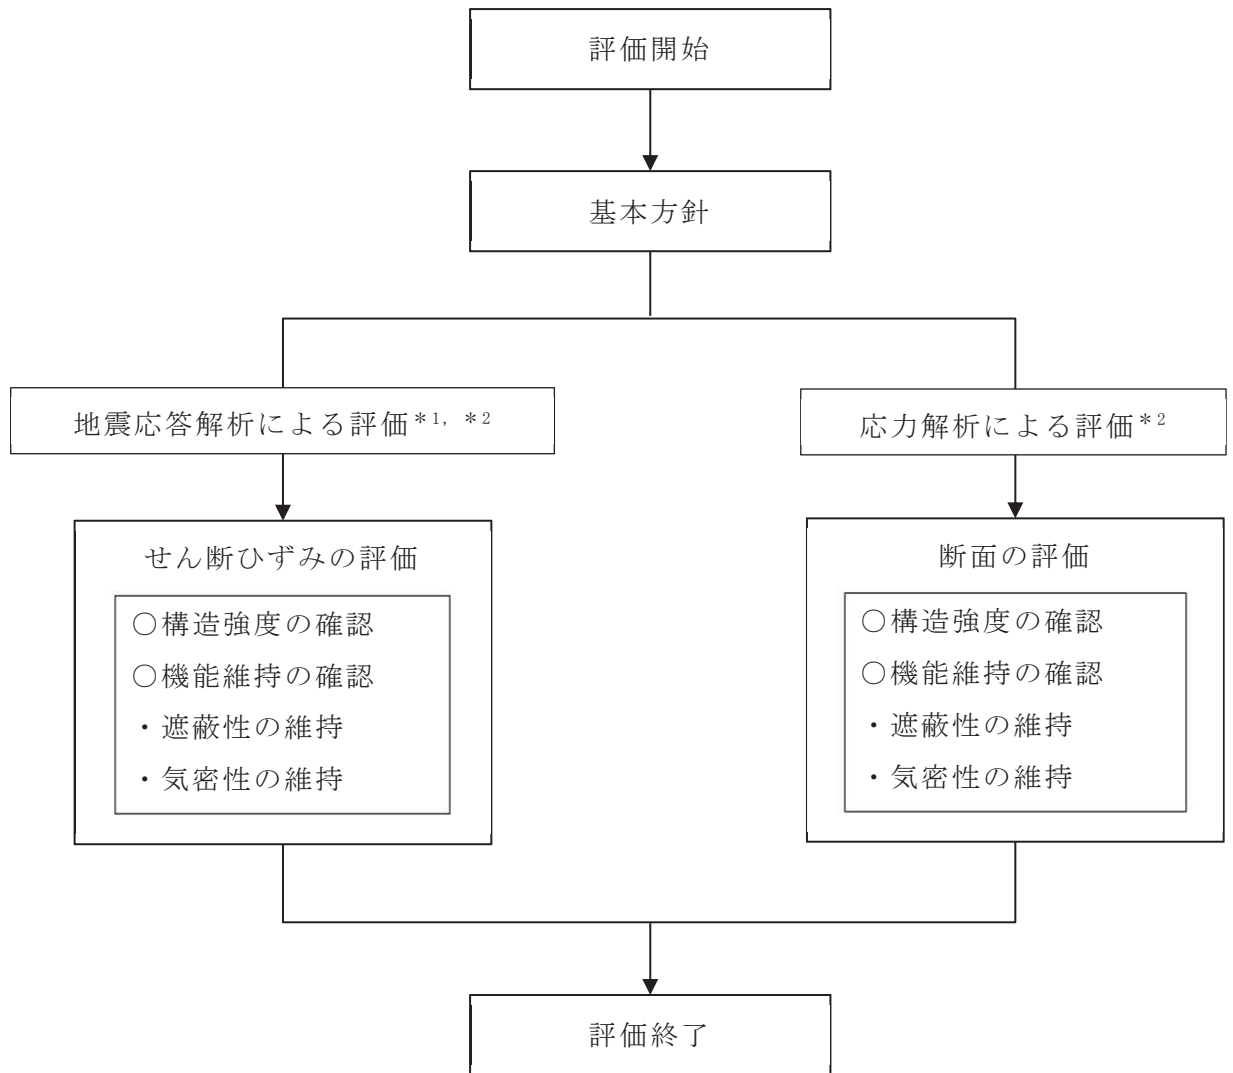 評価開始
基本方針
地震応答解析による評価*1, *2
応力解析による評価*2
せん断ひずみの評価
○構造強度の確認
○機能維持の確認
・遮蔽性の維持
・気密性の維持
断面の評価
○構造強度の確認
○機能維持の確認
・遮蔽性の維持
・気密性の維持
評価終了